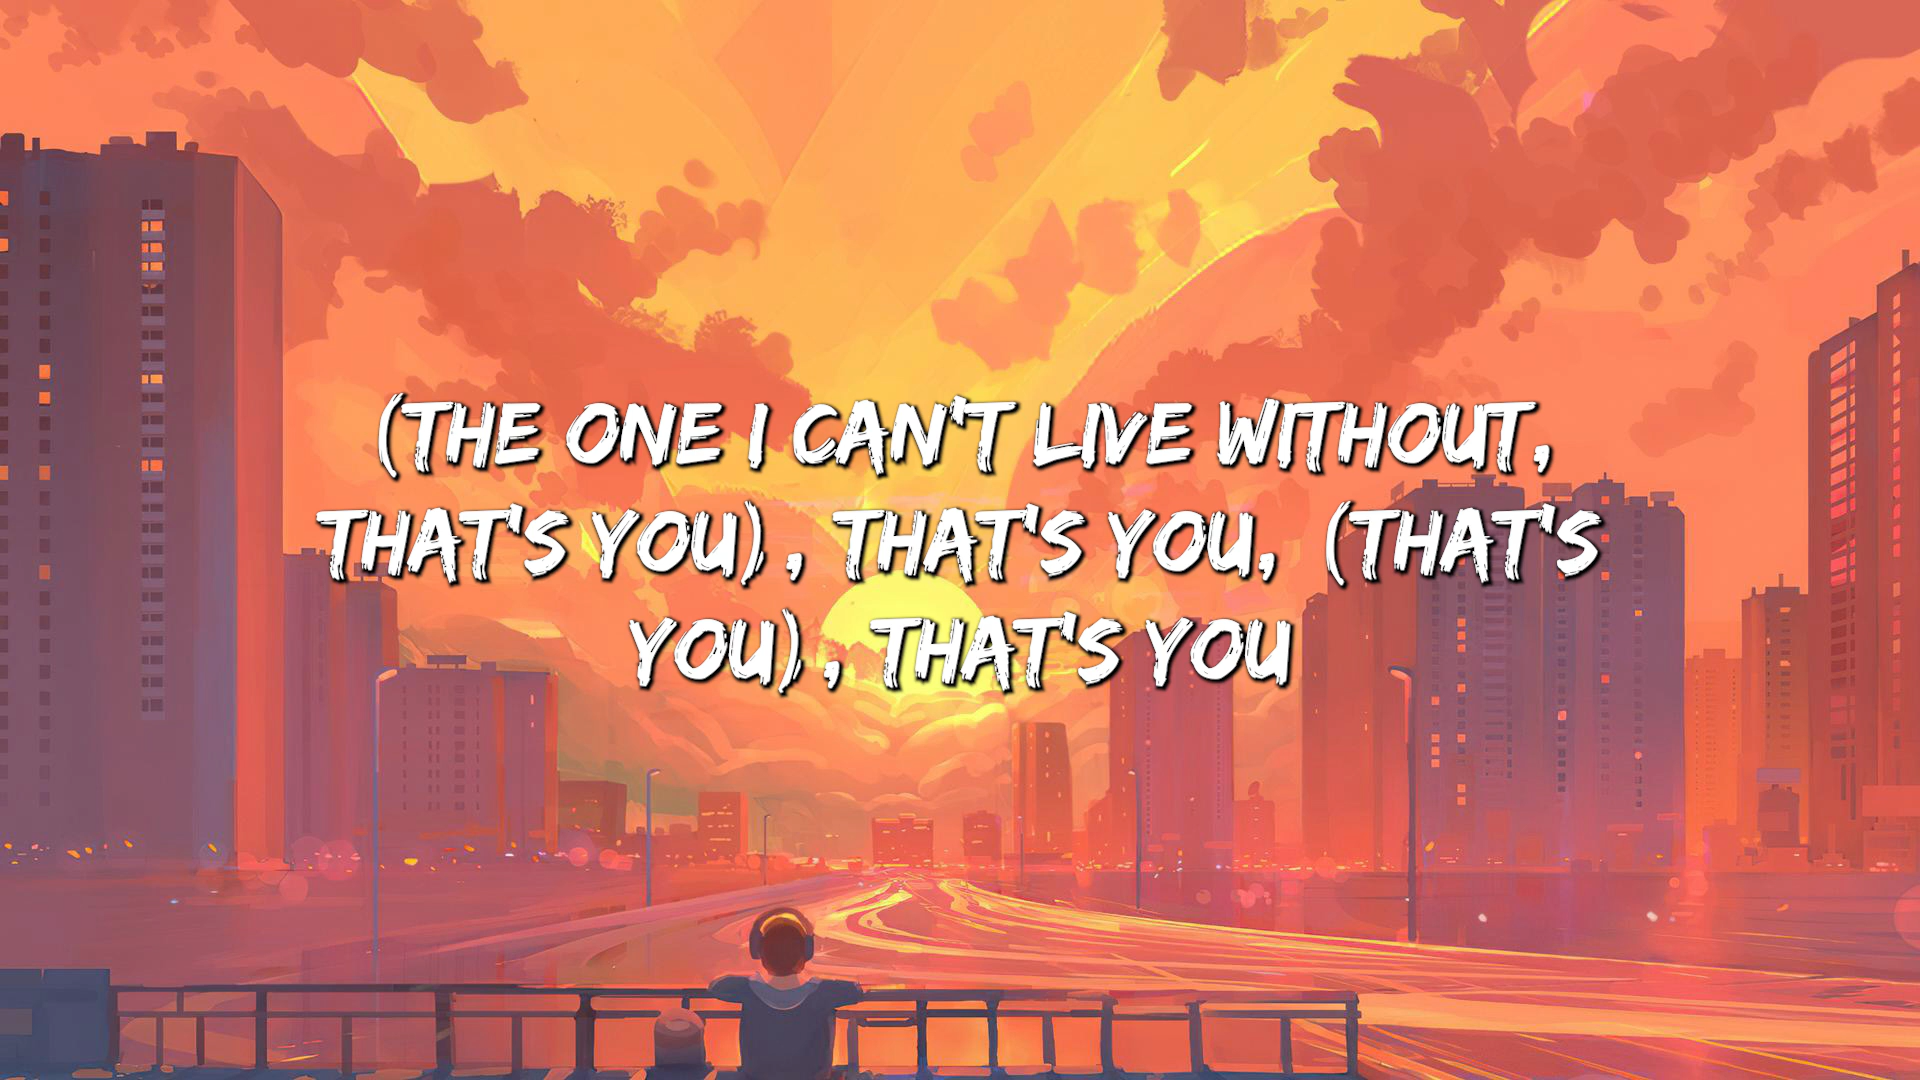 (THE ONE I CAN'T LIVE WITHOUT,
THAT'S YOU), THAT'S YOU, (THAT'S
YOU), THAT'S YOU